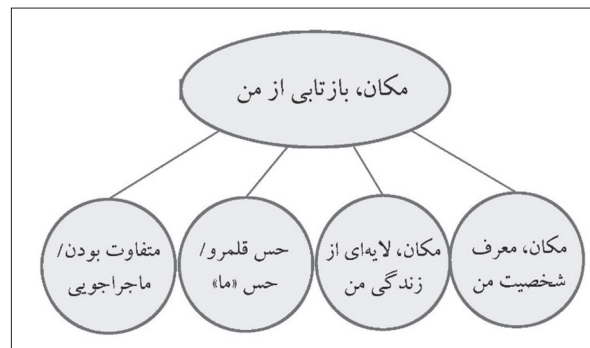 مکان، بازتابی از من
مکان، معرف
شخصیت من
مکان، لایه‌ای از
زندگی من
حس قلمرو/
حس «ما»
متفاوت بودن/
ماجراجویی